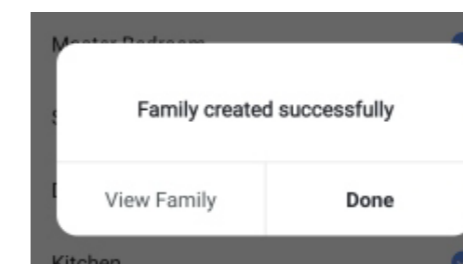 Master Bedroom
Family created successfully
View Family
Done
Kitchen